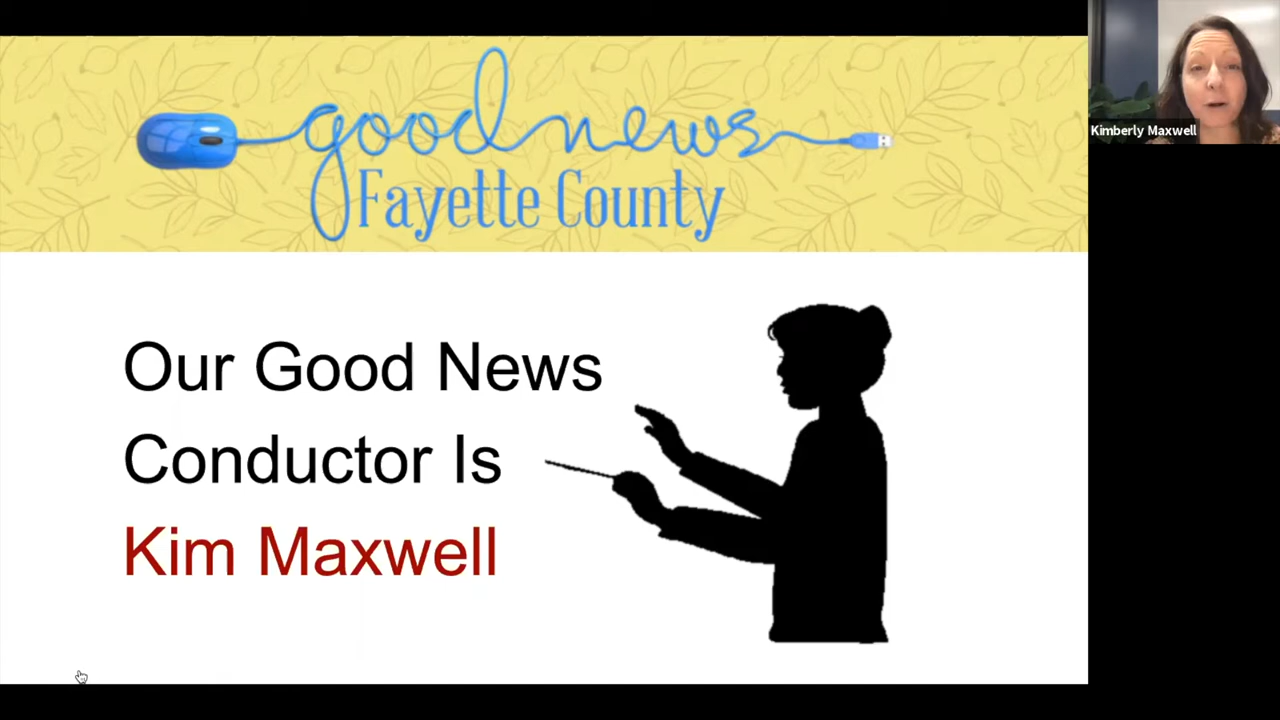 good news
Fayette County
Kimberly Maxwell
Our Good News
Conductor Is
Kim Maxwell